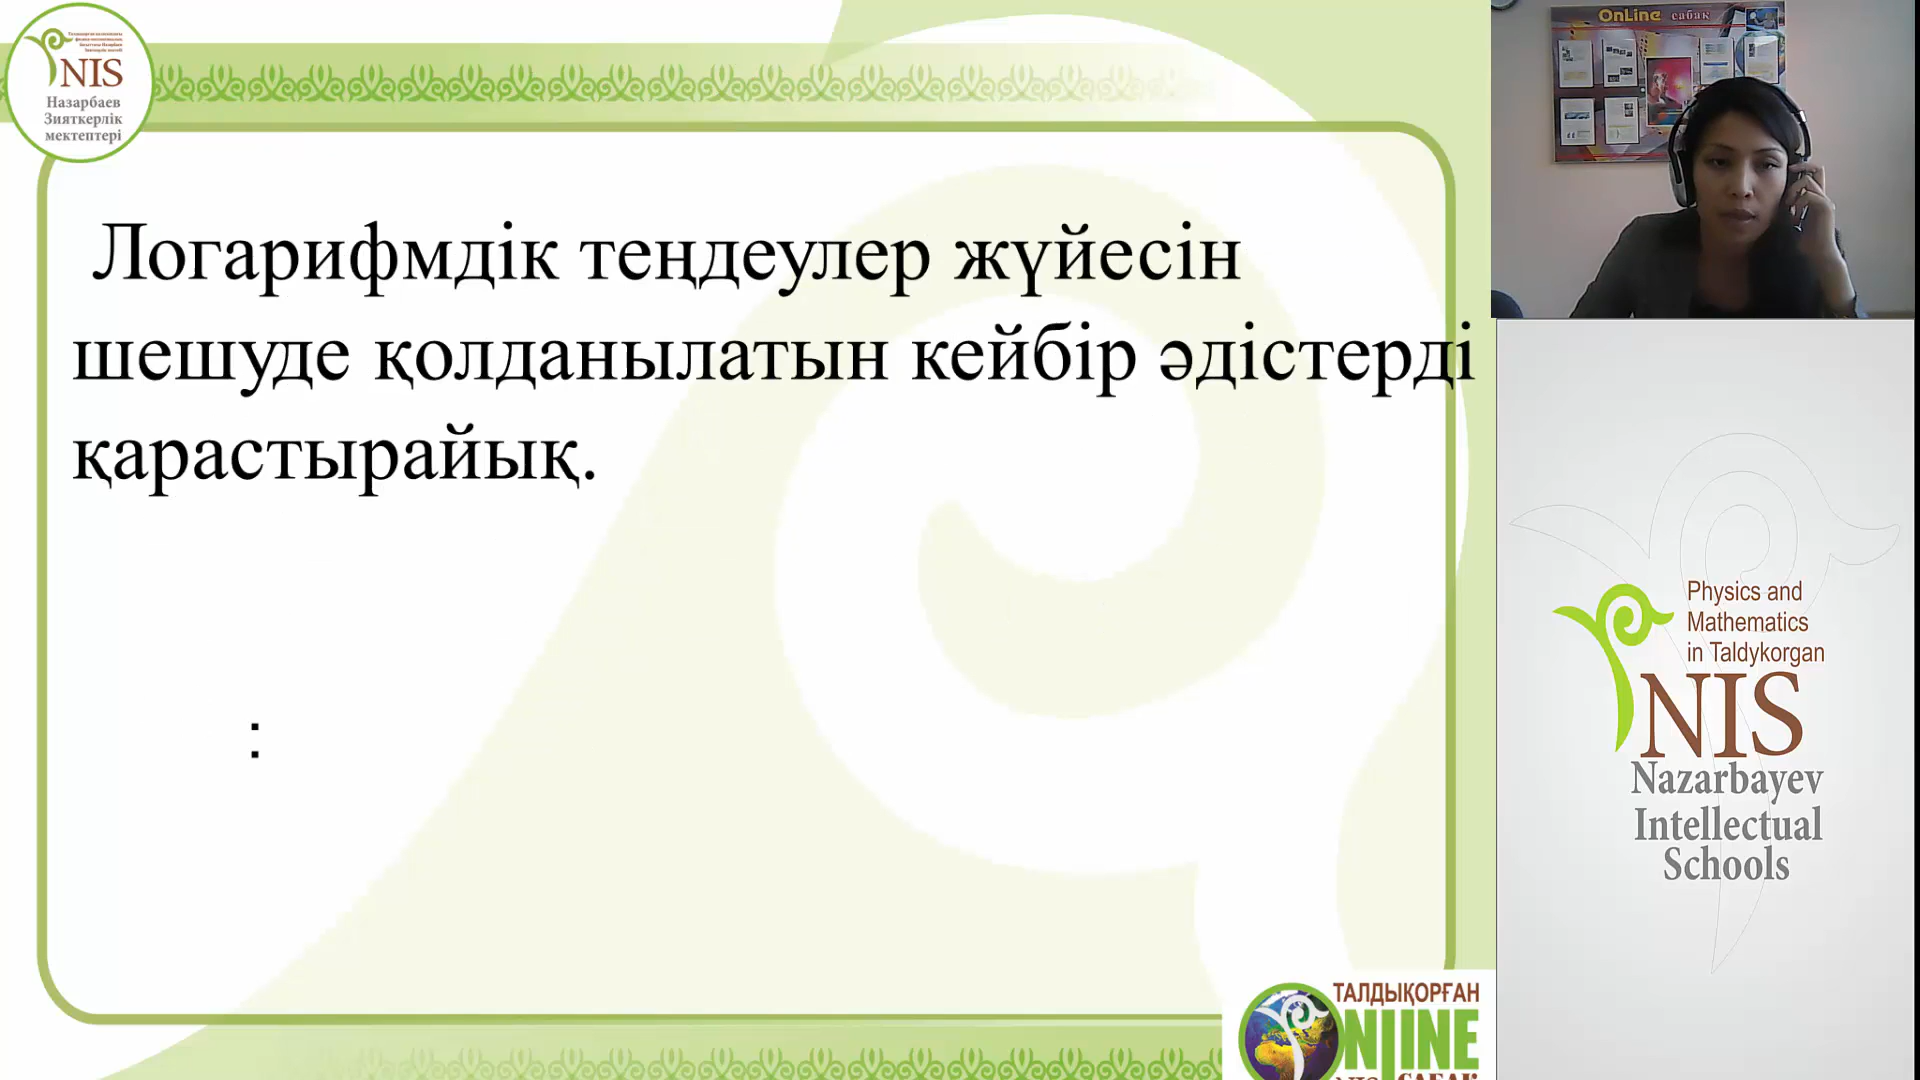 NIS
Назарбаев
Зияткерлік
мектептері
Логарифмдік теңдеулер жүйесін
шешуде қолданылатын кейбір әдістерді
қарастырайық.
:
OnLine сабақ
Physics and
Mathematics
in Taldykorgan
NIS
Nazarbayev
Intellectual
Schools
ТАЛДЫҚОРҒАН
ONLINE